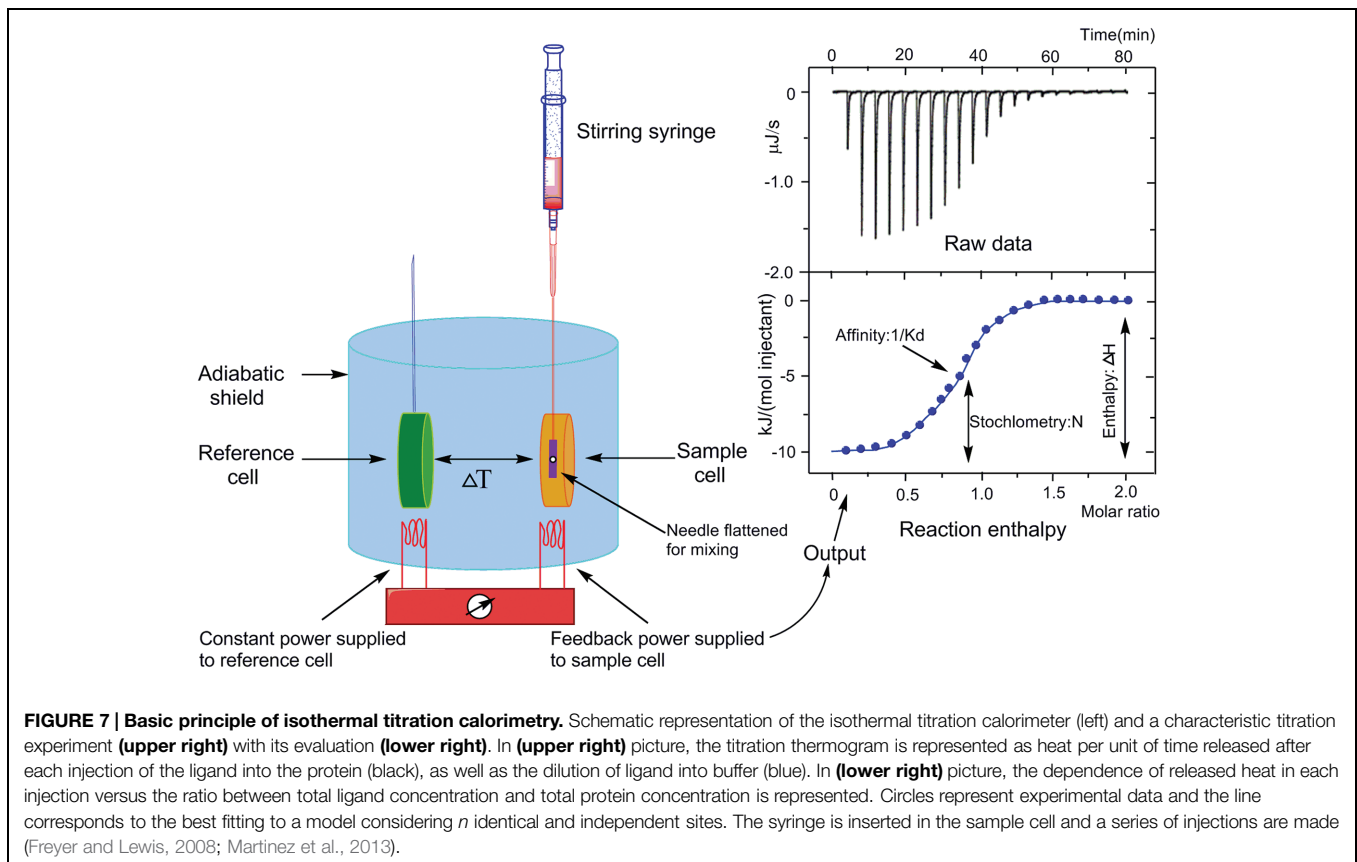 Stirring syringe
Adiabatic
shield
Reference
cell
ΔT
Sample
cell
Needle flattened
for mixing
Constant power supplied
to reference cell
Feedback power supplied
to sample cell
Output
Time(min)
0 20 40 60 80
0
-1.0
-2.0
μJ/s
Raw data
0
-5
-10
kJ/(mol injectant)
Affinity:1/Kd
Stochlometry:N
Enthalpy: ΔH
0 0.5 1.0 1.5 2.0
Molar ratio
Reaction enthalpy
FIGURE 7 | Basic principle of isothermal titration calorimetry. Schematic representation of the isothermal titration calorimeter (left) and a characteristic titration
experiment (upper right) with its evaluation (lower right). In (upper right) picture, the titration thermogram is represented as heat per unit of time released after
each injection of the ligand into the protein (black), as well as the dilution of ligand into buffer (blue). In (lower right) picture, the dependence of released heat in each
injection versus the ratio between total ligand concentration and total protein concentration is represented. Circles represent experimental data and the line
corresponds to the best fitting to a model considering n identical and independent sites. The syringe is inserted in the sample cell and a series of injections are made
(Freyer and Lewis, 2008; Martinez et al., 2013).